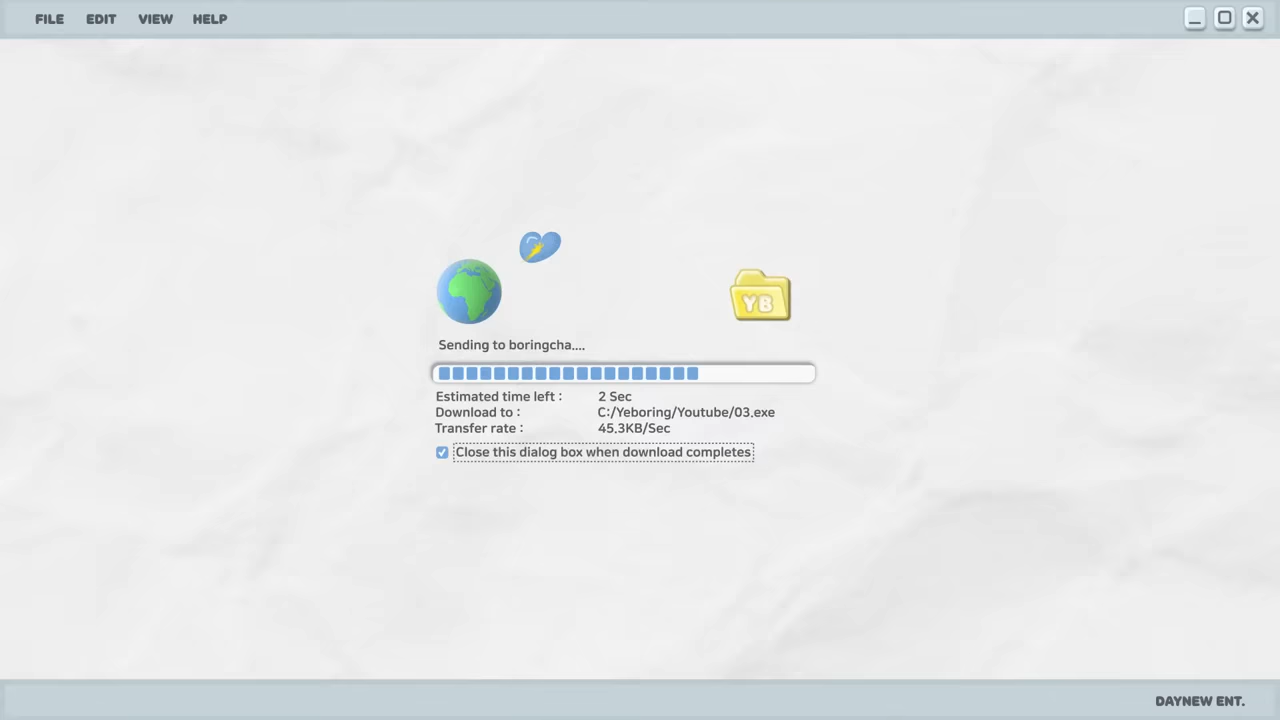 FILE EDIT VIEW HELP
YB
Sending to boringcha....
Estimated time left : 2 Sec
Download to : C:/Yeboring/Youtube/03.exe
Transfer rate : 45.3KB/Sec
Close this dialog box when download completes
DAYNEW ENT.